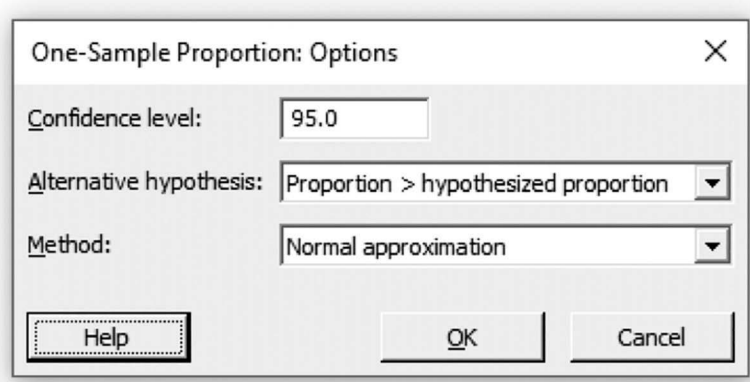 One-Sample Proportion: Options
Confidence level: 95.0
Alternative hypothesis: Proportion > hypothesized proportion
Method: Normal approximation
Help OK Cancel